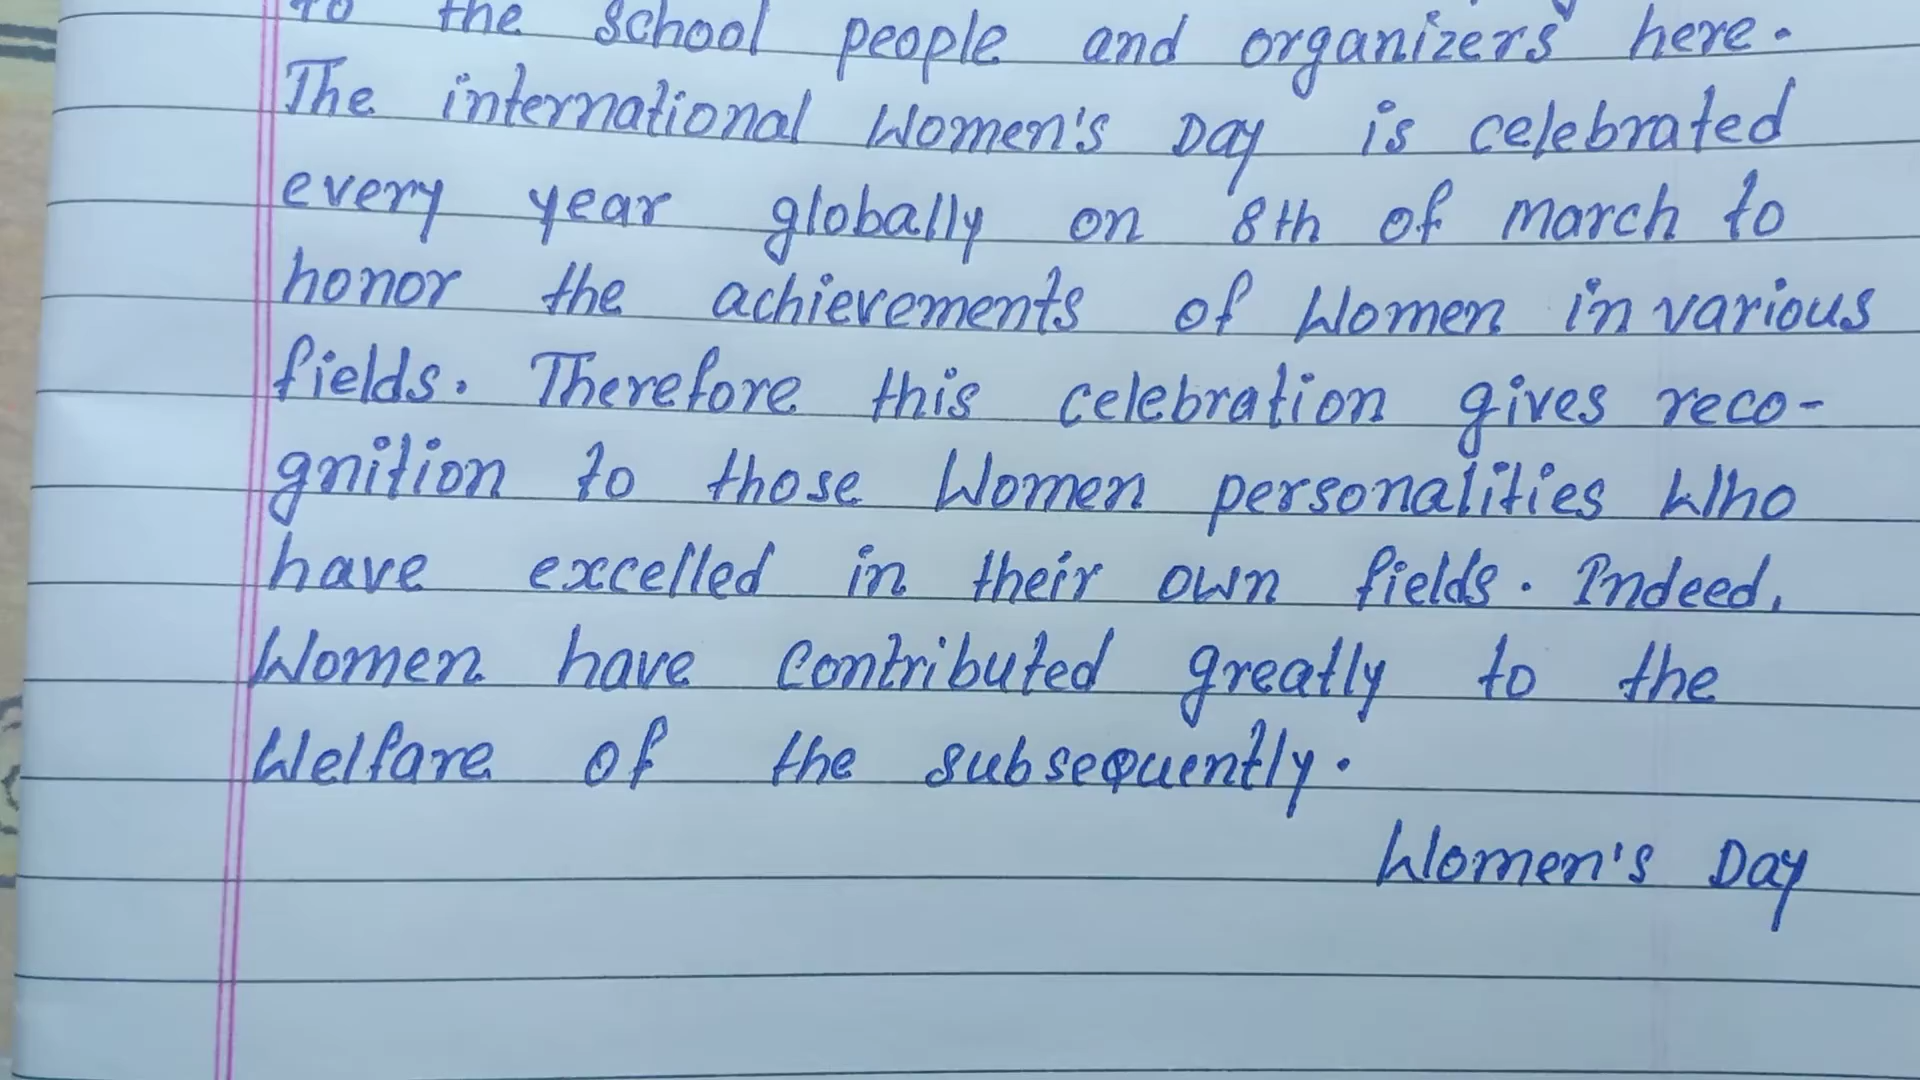 to the school people and organizers here.
The international Women's Day is celebrated
every year globally on 8th of march to
honor the achievements of Women in various
fields. Therefore this celebration gives reco-
gnition to those Women personalities Who
have excelled in their own fields. Indeed,
Women have contributed greatly to the
Welfare of the subsequently.
Women's Day